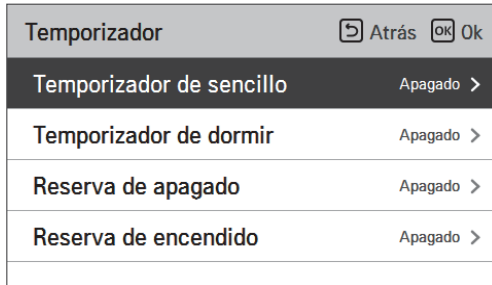 Temporizador Atrás OK Ok
Temporizador de sencillo Apagado >
Temporizador de dormir Apagado >
Reserva de apagado Apagado >
Reserva de encendido Apagado >